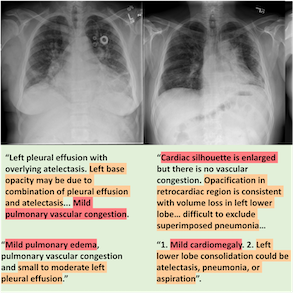 “Left pleural effusion with
overlying atelectasis. Left base
opacity may be due to
combination of pleural effusion
and atelectasis... Mild
pulmonary vascular congestion.
“Mild pulmonary edema,
pulmonary vascular congestion
and small to moderate left
pleural effusion.”
“Cardiac silhouette is enlarged
but there is no vascular
congestion. Opacification in
retrocardiac region is consistent
with volume loss in left lower
lobe... difficult to exclude
superimposed pneumonia...
“1. Mild cardiomegaly. 2. Left
lower lobe consolidation could be
atelectasis, pneumonia, or
aspiration”.